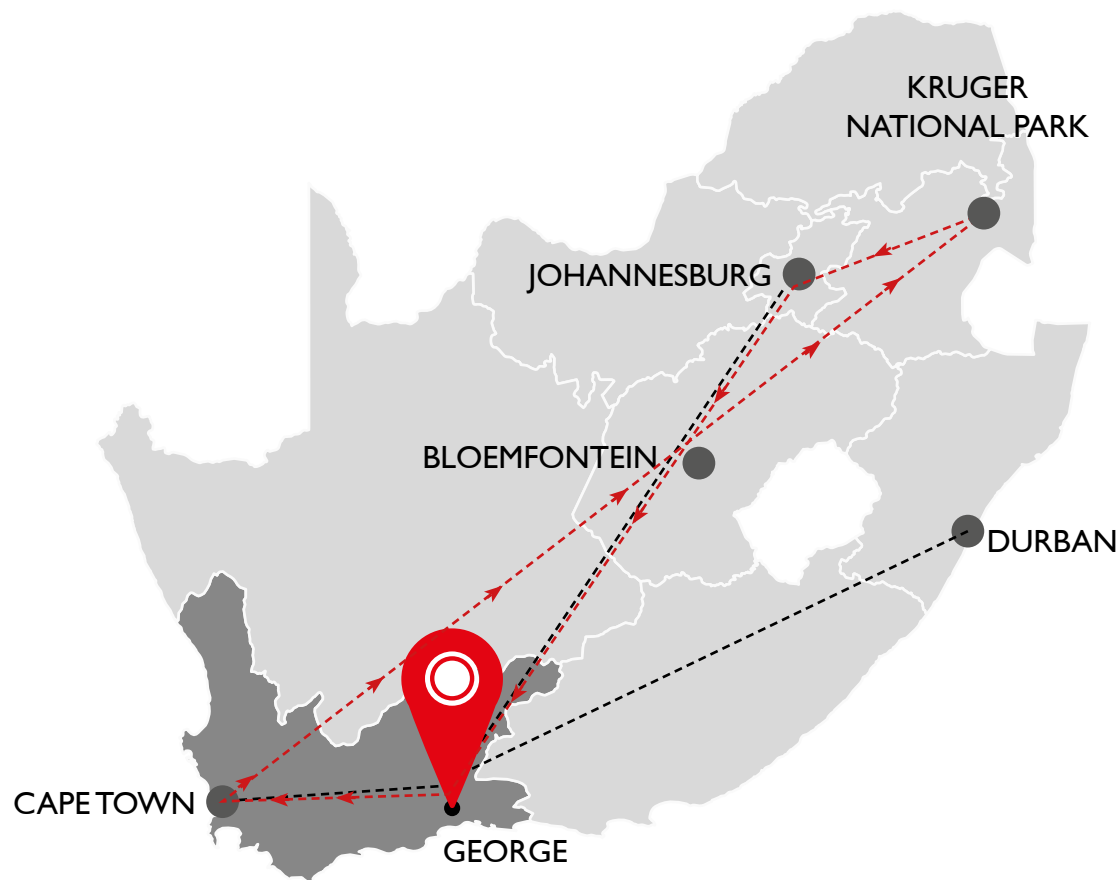 KRUGER
NATIONAL PARK
JOHANNESBURG
BLOEMFONTEIN
DURBAN
CAPE TOWN
GEORGE